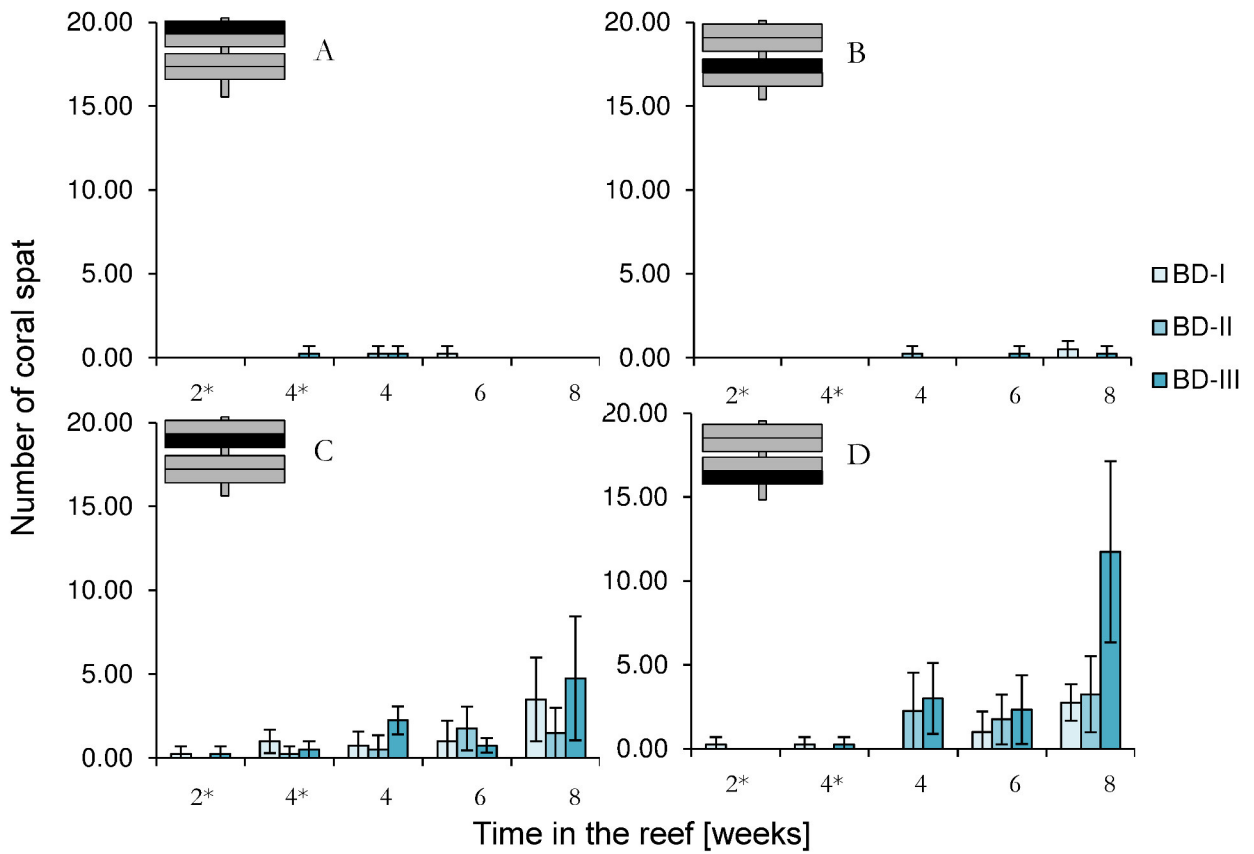 Number of coral spat
20.00
15.00
10.00
5.00
0.00
A
2* 4* 4 6 8
20.00
15.00
10.00
5.00
0.00
B
2* 4* 4 6 8
20.00
15.00
10.00
5.00
0.00
C
2* 4* 4 6 8
20.00
15.00
10.00
5.00
0.00
D
2* 4* 4 6 8
BD-I
BD-II
BD-III
Time in the reef [weeks]